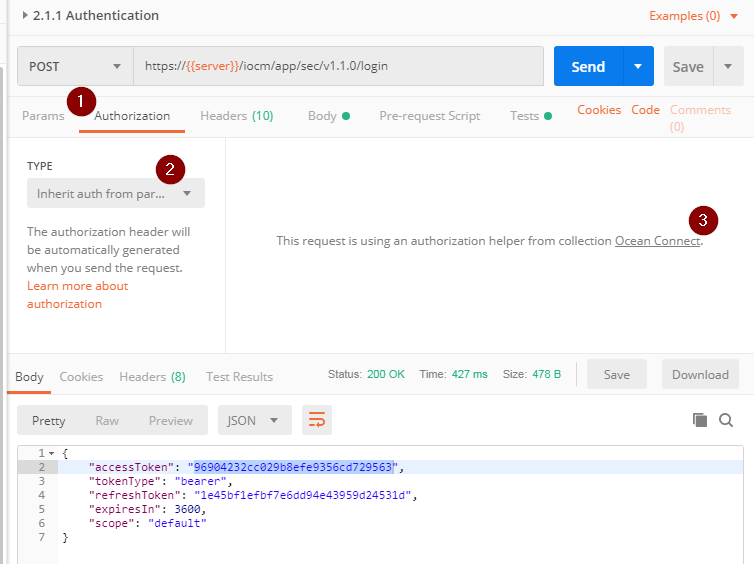 2.1.1 Authentication
Examples (0)
POST
https://{{server}}/iocm/app/sec/v1.1.0/login
Send
Save
1
Params
Authorization
Headers (10)
Body
Pre-request Script
Tests
Cookies
Code
Comments
(0)
TYPE
2
Inherit auth from par...
The authorization header will
be automatically generated
when you send the request.
Learn more about
authorization
3
This request is using an authorization helper from collection Ocean Connect.
Body
Cookies
Headers (8)
Test Results
Status: 200 OK
Time: 427 ms
Size: 478 B
Save
Download
Pretty
Raw
Preview
JSON
1 {
2 "accessToken": "96904232cc029b8efe9356cd729563",
3 "tokenType": "bearer",
4 "refreshToken": "1e45bf1efbf7e6dd94e43959d24531d",
5 "expiresIn": 3600,
6 "scope": "default"
7 }